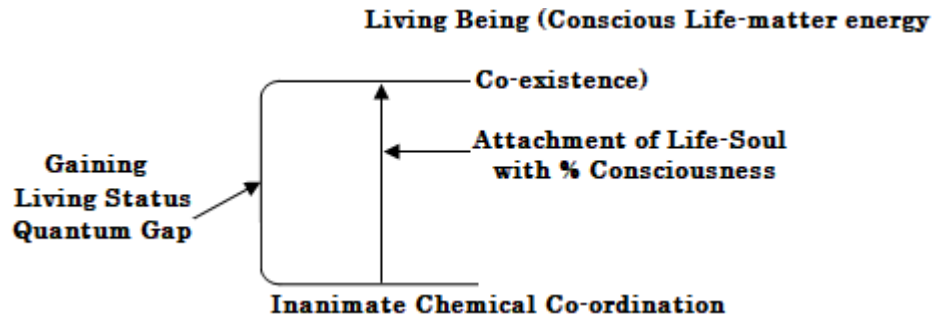 Living Being (Conscious Life-matter energy
Co-existence)
Attachment of Life-Soul
with % Consciousness
Gaining
Living Status
Quantum Gap
Inanimate Chemical Co-ordination